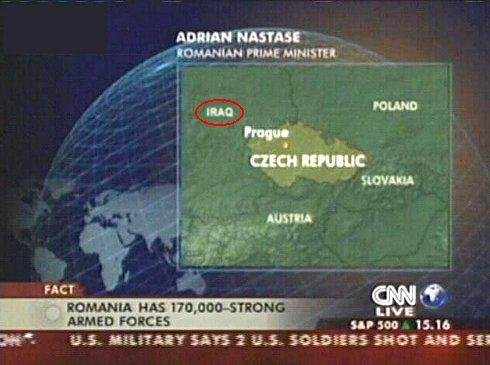 ADRIAN NASTASE
ROMANIAN PRIME MINISTER
IRAQ
POLAND
Prague
CZECH REPUBLIC
SLOVAKIA
AUSTRIA
FACT
ROMANIA HAS 170,000-STRONG
ARMED FORCES
CNN
LIVE
S&P 500 ▲ 15.16
U.S. MILITARY SAYS 2 U.S. SOLDIERS SHOT AND